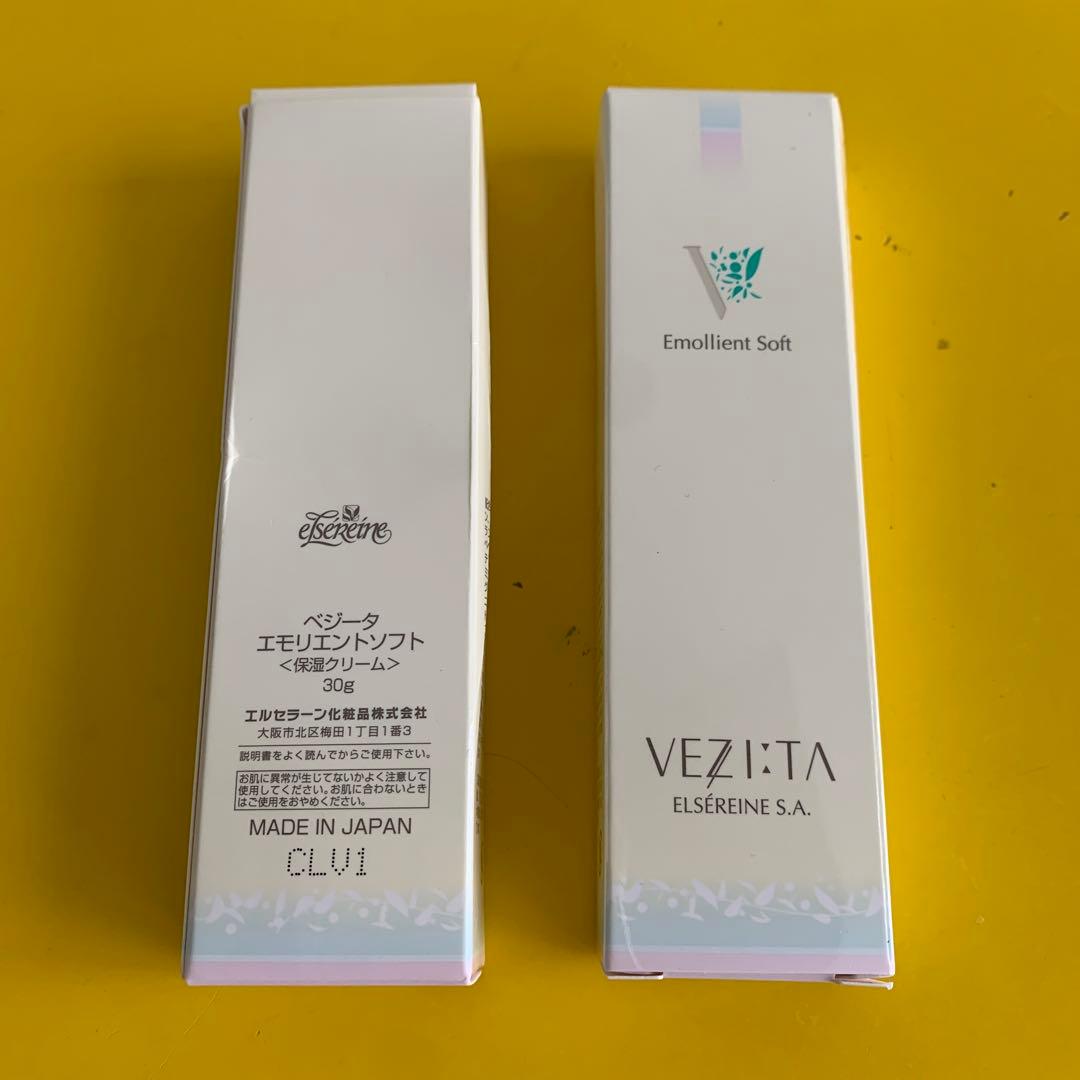 elséreine
ベジータ
エモリエントソフト
<保湿クリーム>
30g
エルセラーン化粧品株式会社
大阪市北区梅田1丁目1番3
説明書をよく読んでからご使用下さい。
お肌に異常が生じてないかよく注意して
使用してください。お肌に合わないとき
はご使用をおやめください。
MADE IN JAPAN
CLV1
V
Emollient Soft
VEZI:TA
ELSÉREINE S.A.